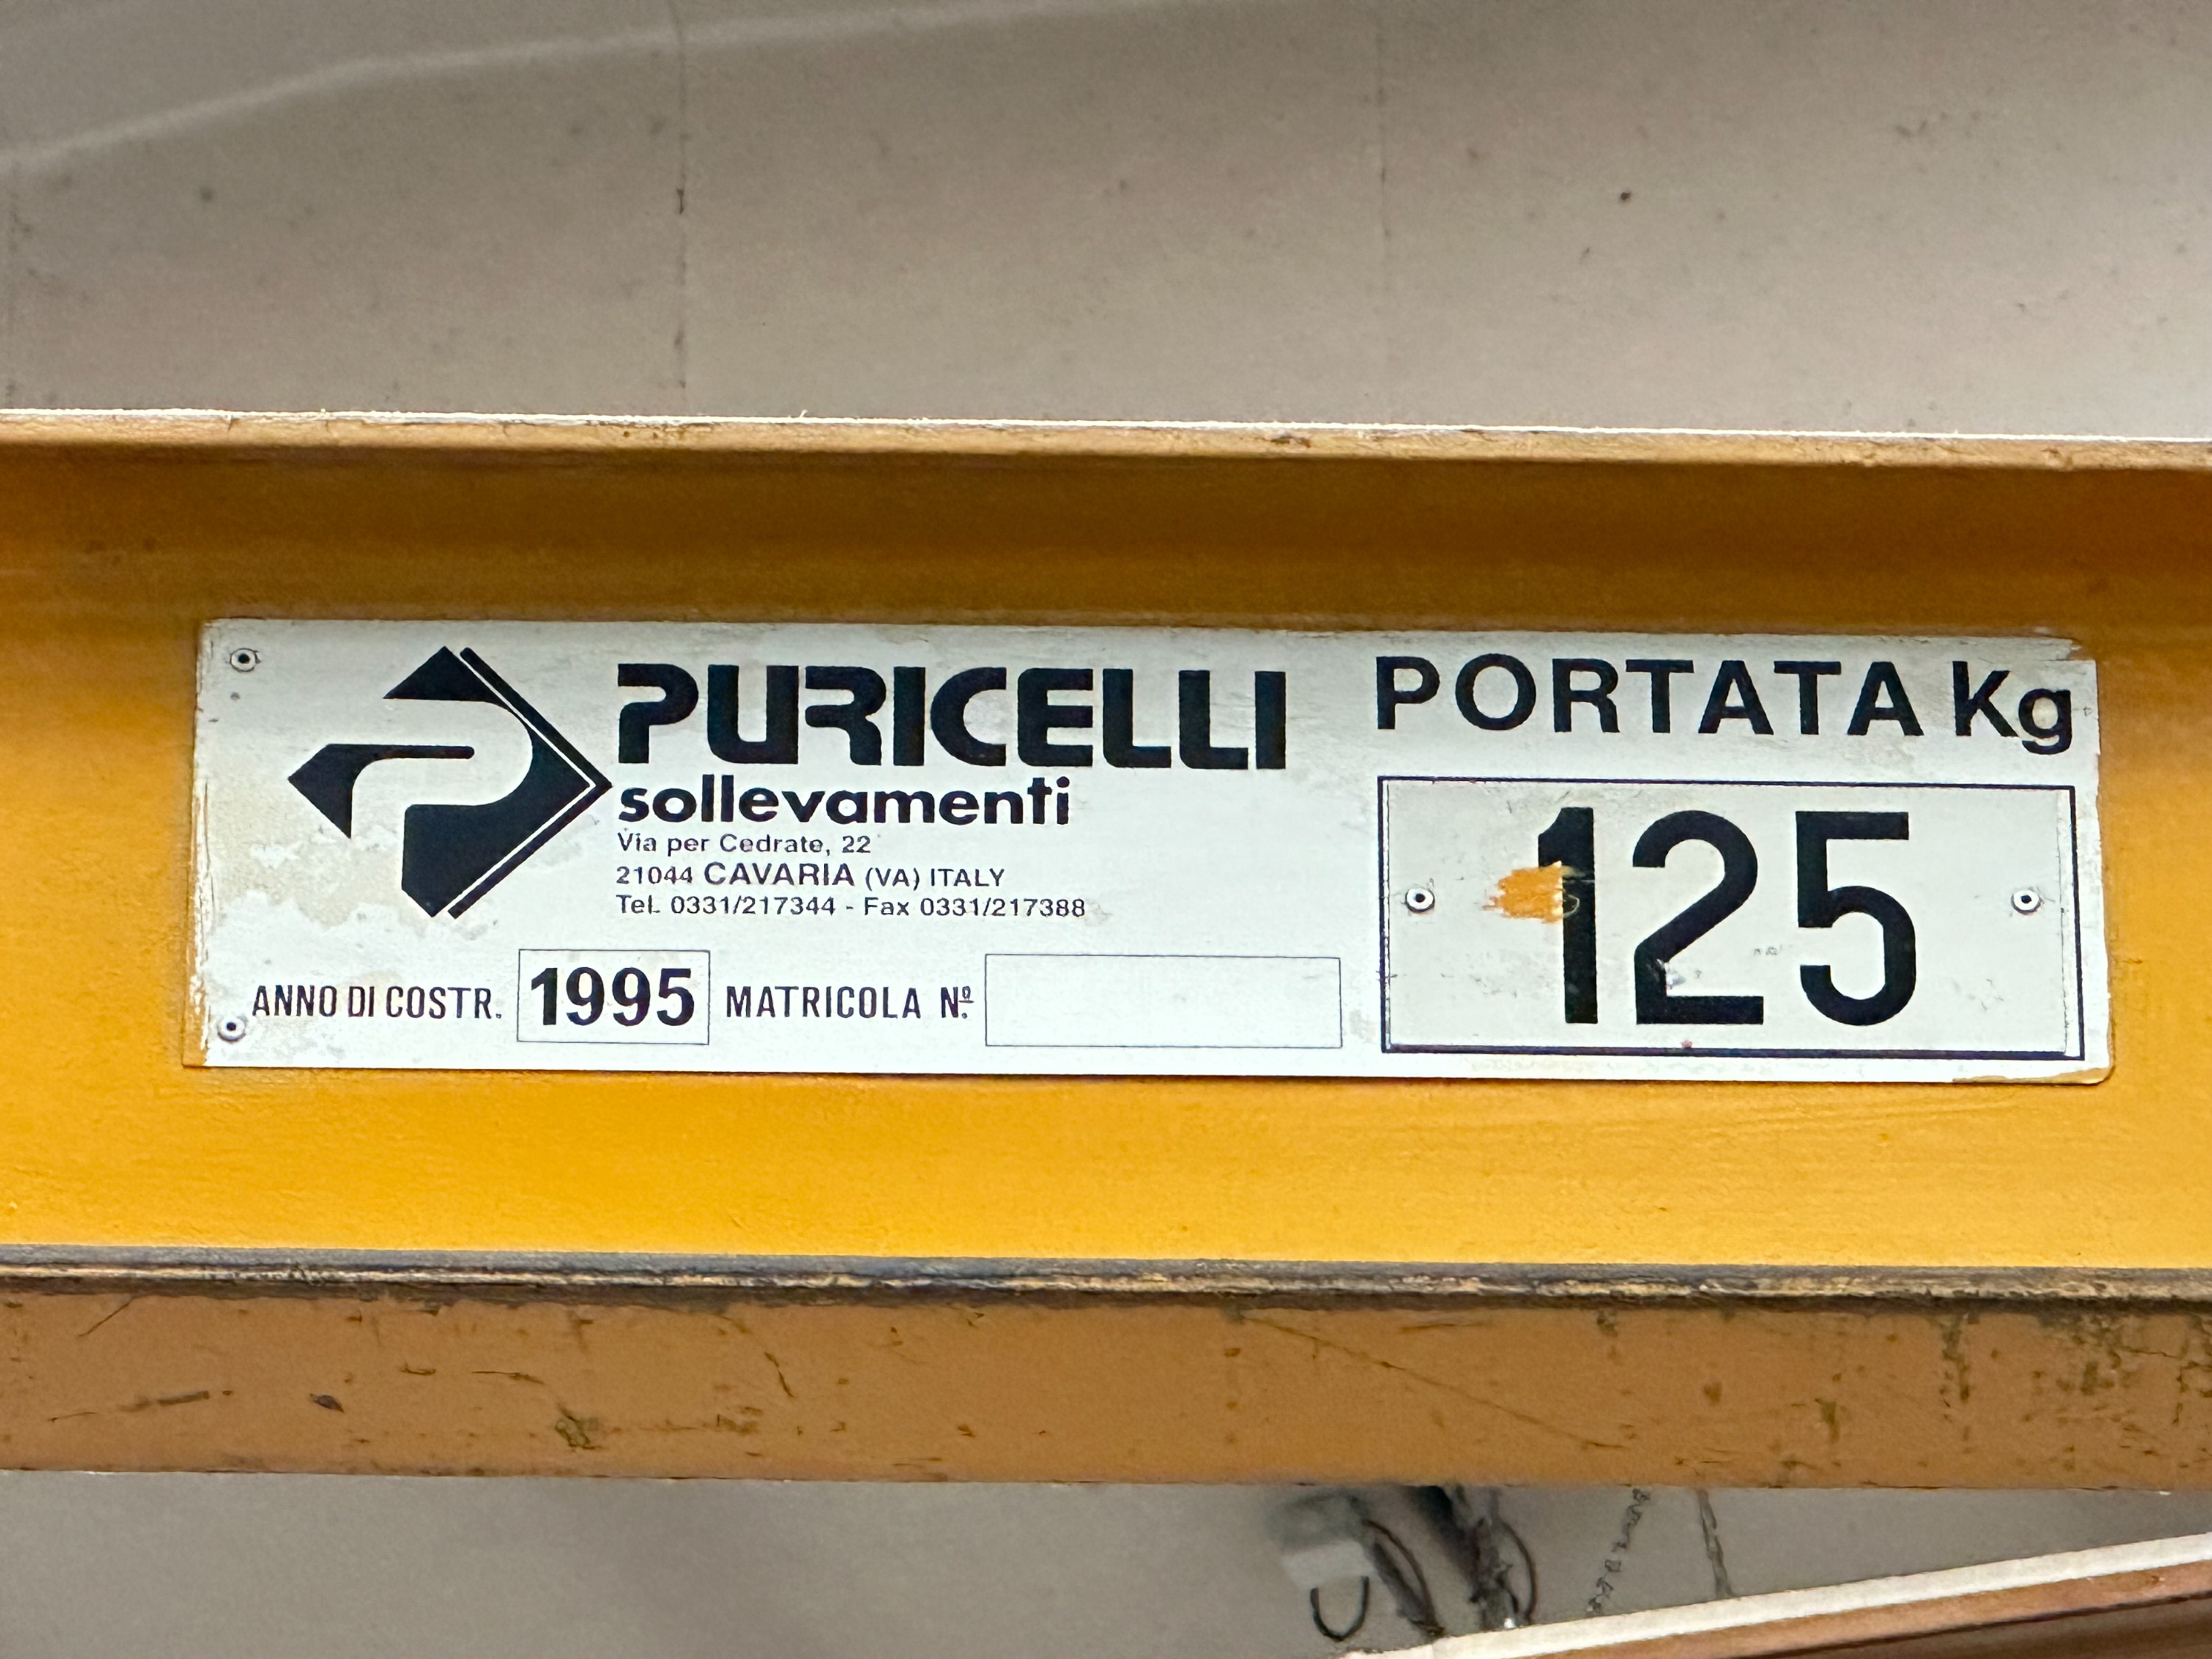 PURICELLI
sollevamenti
Via per Cedrate, 22
21044 CAVARIA (VA) ITALY
Tel. 0331/217344 - Fax 0331/217388
ANNO DI COSTR. 1995 MATRICOLA Nº.
PORTATA Kg
125